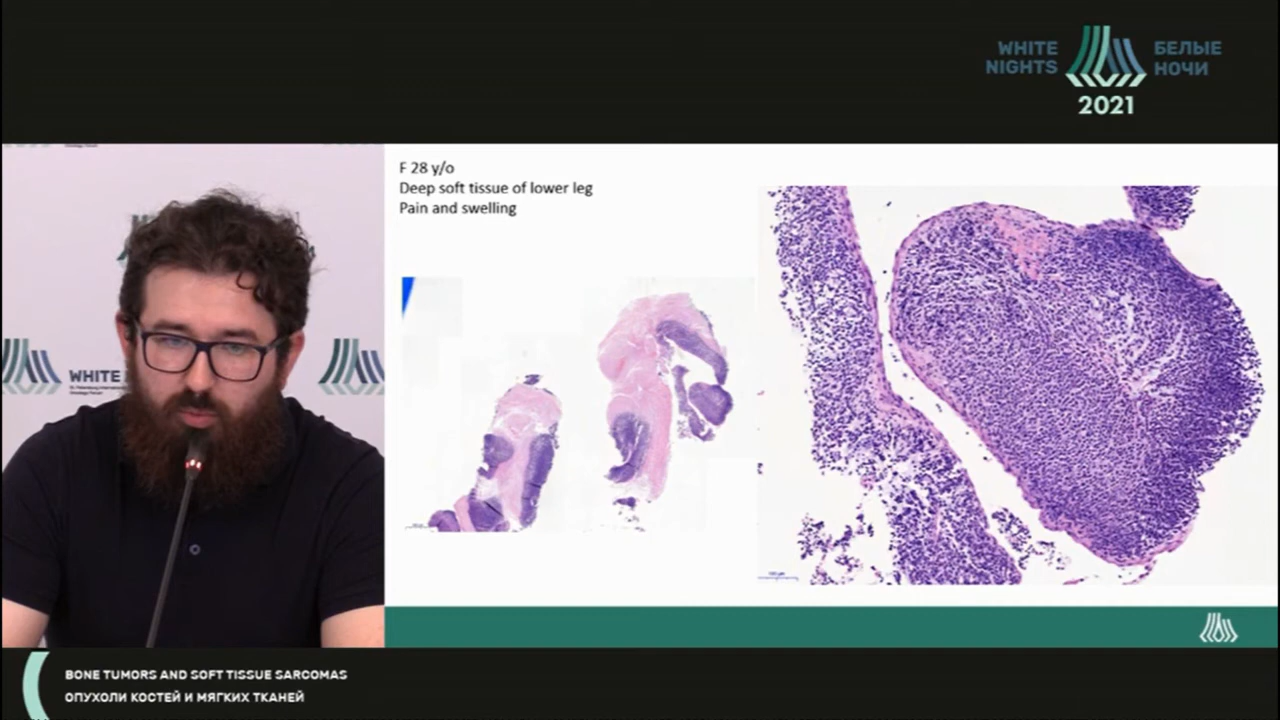 WHITE
NIGHTS
БЕЛЫЕ
НОЧИ
2021
F 28 y/o
Deep soft tissue of lower leg
Pain and swelling
WHITE
BONE TUMORS AND SOFT TISSUE SARCOMAS
ОПУХОЛИ КОСТЕЙ И МЯГКИХ ТКАНЕЙ